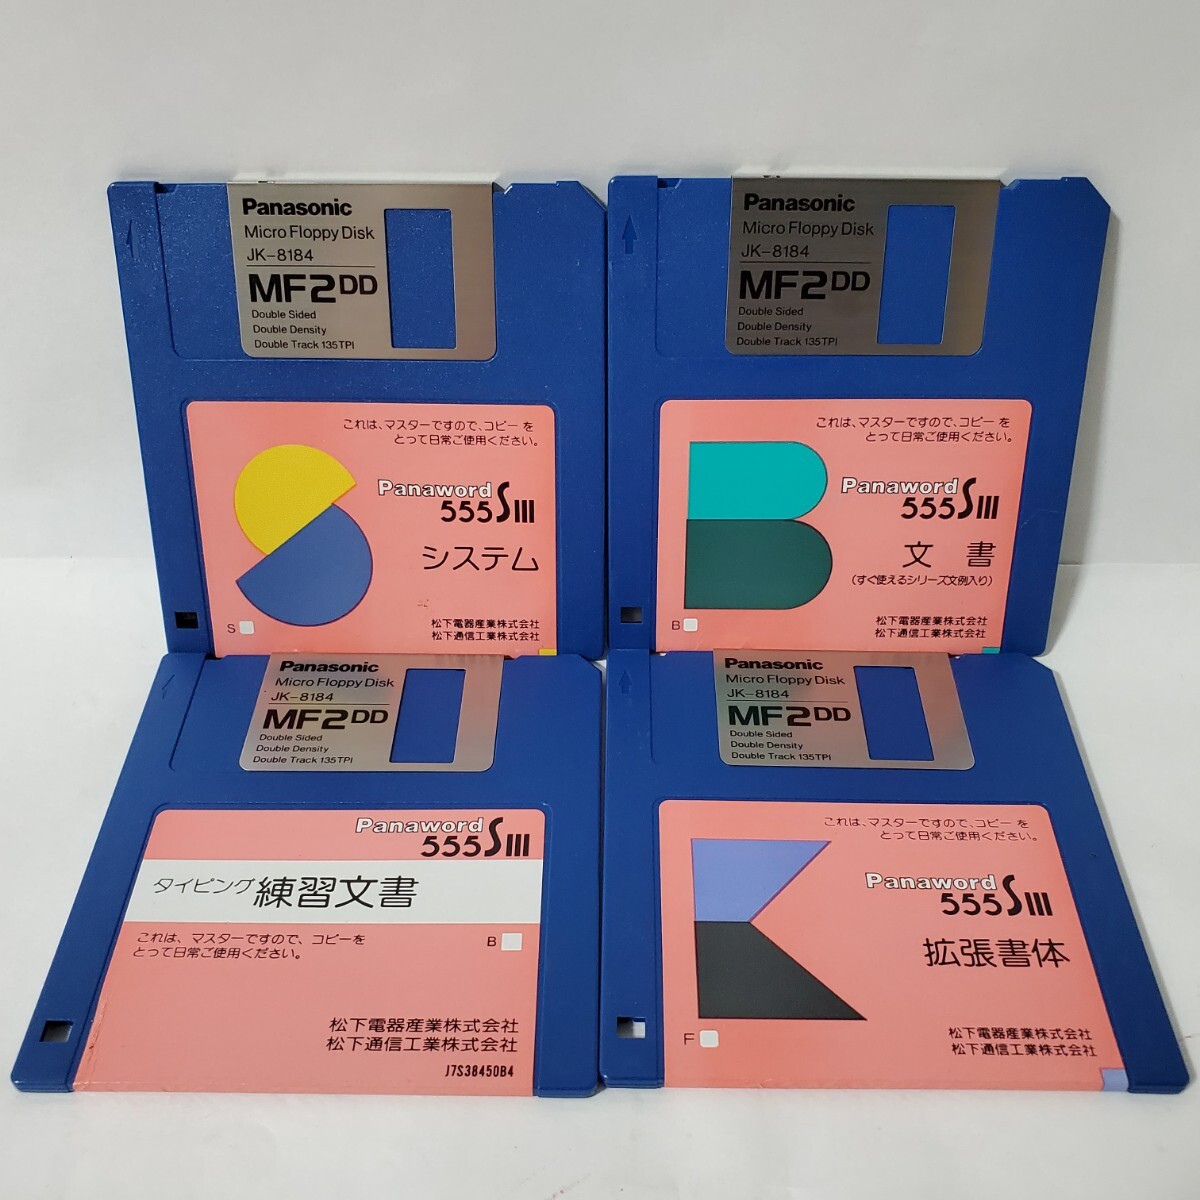 Panasonic
Micro Floppy Disk
JK-8184
MF2DD
Double Sided
Double Density
Double Track 135TPI
これは、マスターですので、コピーを
とって日常ご使用ください。
Panaword
555SIII
システム
S
松下電器産業株式会社
松下通信工業株式会社
Panasonic
Micro Floppy Disk
JK-8184
MF2DD
Double Sided
Double Density
Double Track 135TPI
これは、マスターですので、コピーを
とって日常ご使用ください。
Panaword
555SIII
文書
(すぐ使えるシリーズ文例入り)
B
松下電器産業株式会社
松下通信工業株式会社
Panasonic
Micro Floppy Disk
JK-8184
MF2DD
Double Sided
Double Density
Double Track 135TPI
Panaword
555SIII
タイピング 練習文書
これは、マスターですので、コピーを
とって日常ご使用ください。
B
松下電器産業株式会社
松下通信工業株式会社
J7S38450B4
Panasonic
Micro Floppy Disk
JK-8184
MF2DD
Double Sided
Double Density
Double Track 135TPI
これは、マスターですので、コピーを
とって日常ご使用ください。
Panaword
555SIII
拡張書体
F
松下電器産業株式会社
松下通信工業株式会社